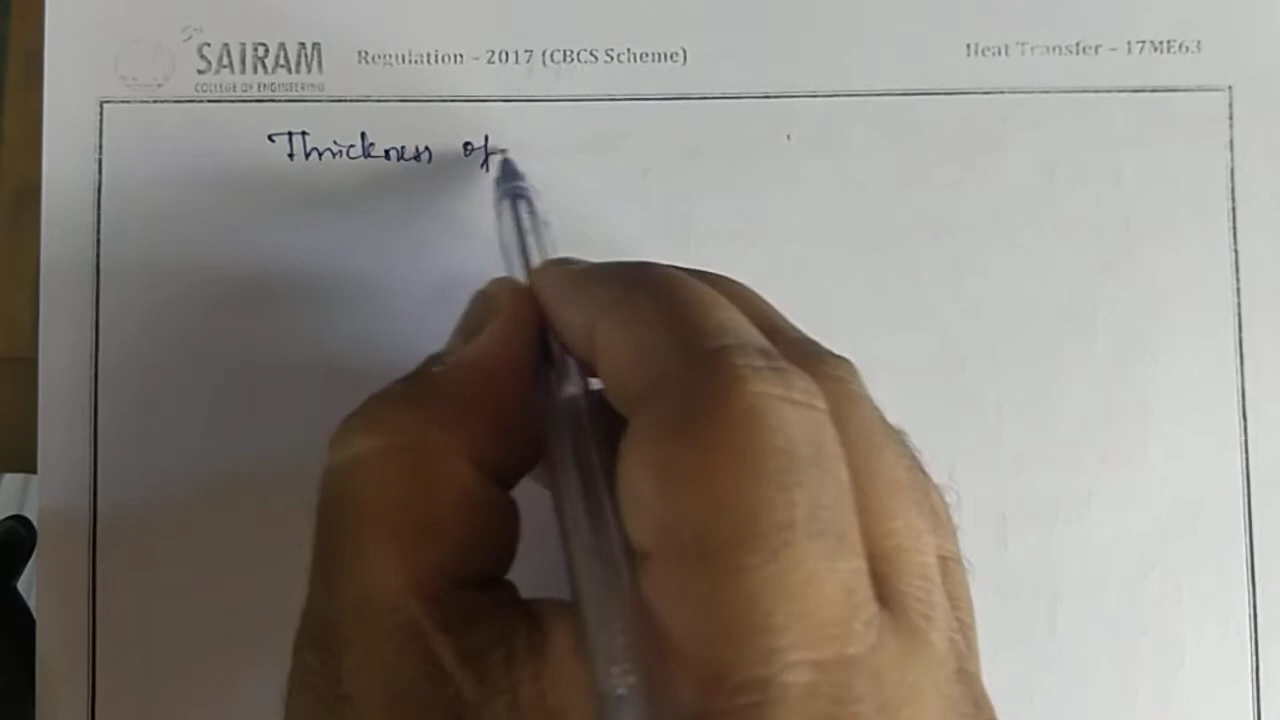 SAIRAM
COLLEGE OF ENGINEERING
Regulation - 2017 (CBCS Scheme)
Heat Transfer - 17ME63
Thickness of